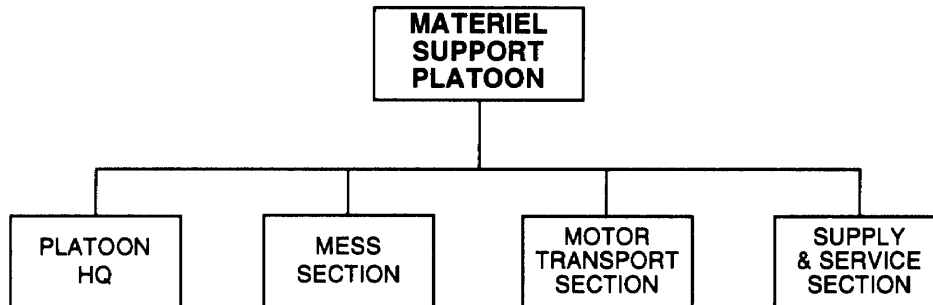 MATERIEL
SUPPORT
PLATOON
PLATOON
HQ
MESS
SECTION
MOTOR
TRANSPORT
SECTION
SUPPLY
& SERVICE
SECTION